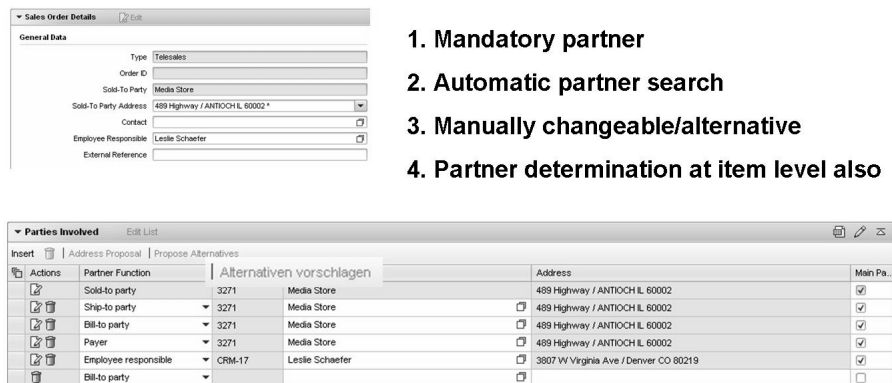 Sales Order Details Edit
General Data
Type Telesales
Order ID
Sold-To Party Media Store
Sold-To Party Address 489 Highway / ANTIOCH IL 60002 *
Contact
Employee Responsible Leslie Schaefer
External Reference
1. Mandatory partner
2. Automatic partner search
3. Manually changeable/alternative
4. Partner determination at item level also
Parties Involved Edit List
Insert Address Proposal Propose Alternatives
Actions Partner Function Alternativen vorschlagen Address Main Pa...
Sold-to party 3271 Media Store 489 Highway / ANTIOCH IL 60002
Ship-to party 3271 Media Store 489 Highway / ANTIOCH IL 60002
Bill-to party 3271 Media Store 489 Highway / ANTIOCH IL 60002
Payer 3271 Media Store 489 Highway / ANTIOCH IL 60002
Employee responsible CRM-17 Leslie Schaefer 3807 W Virginia Ave / Denver CO 80219
Bill-to party